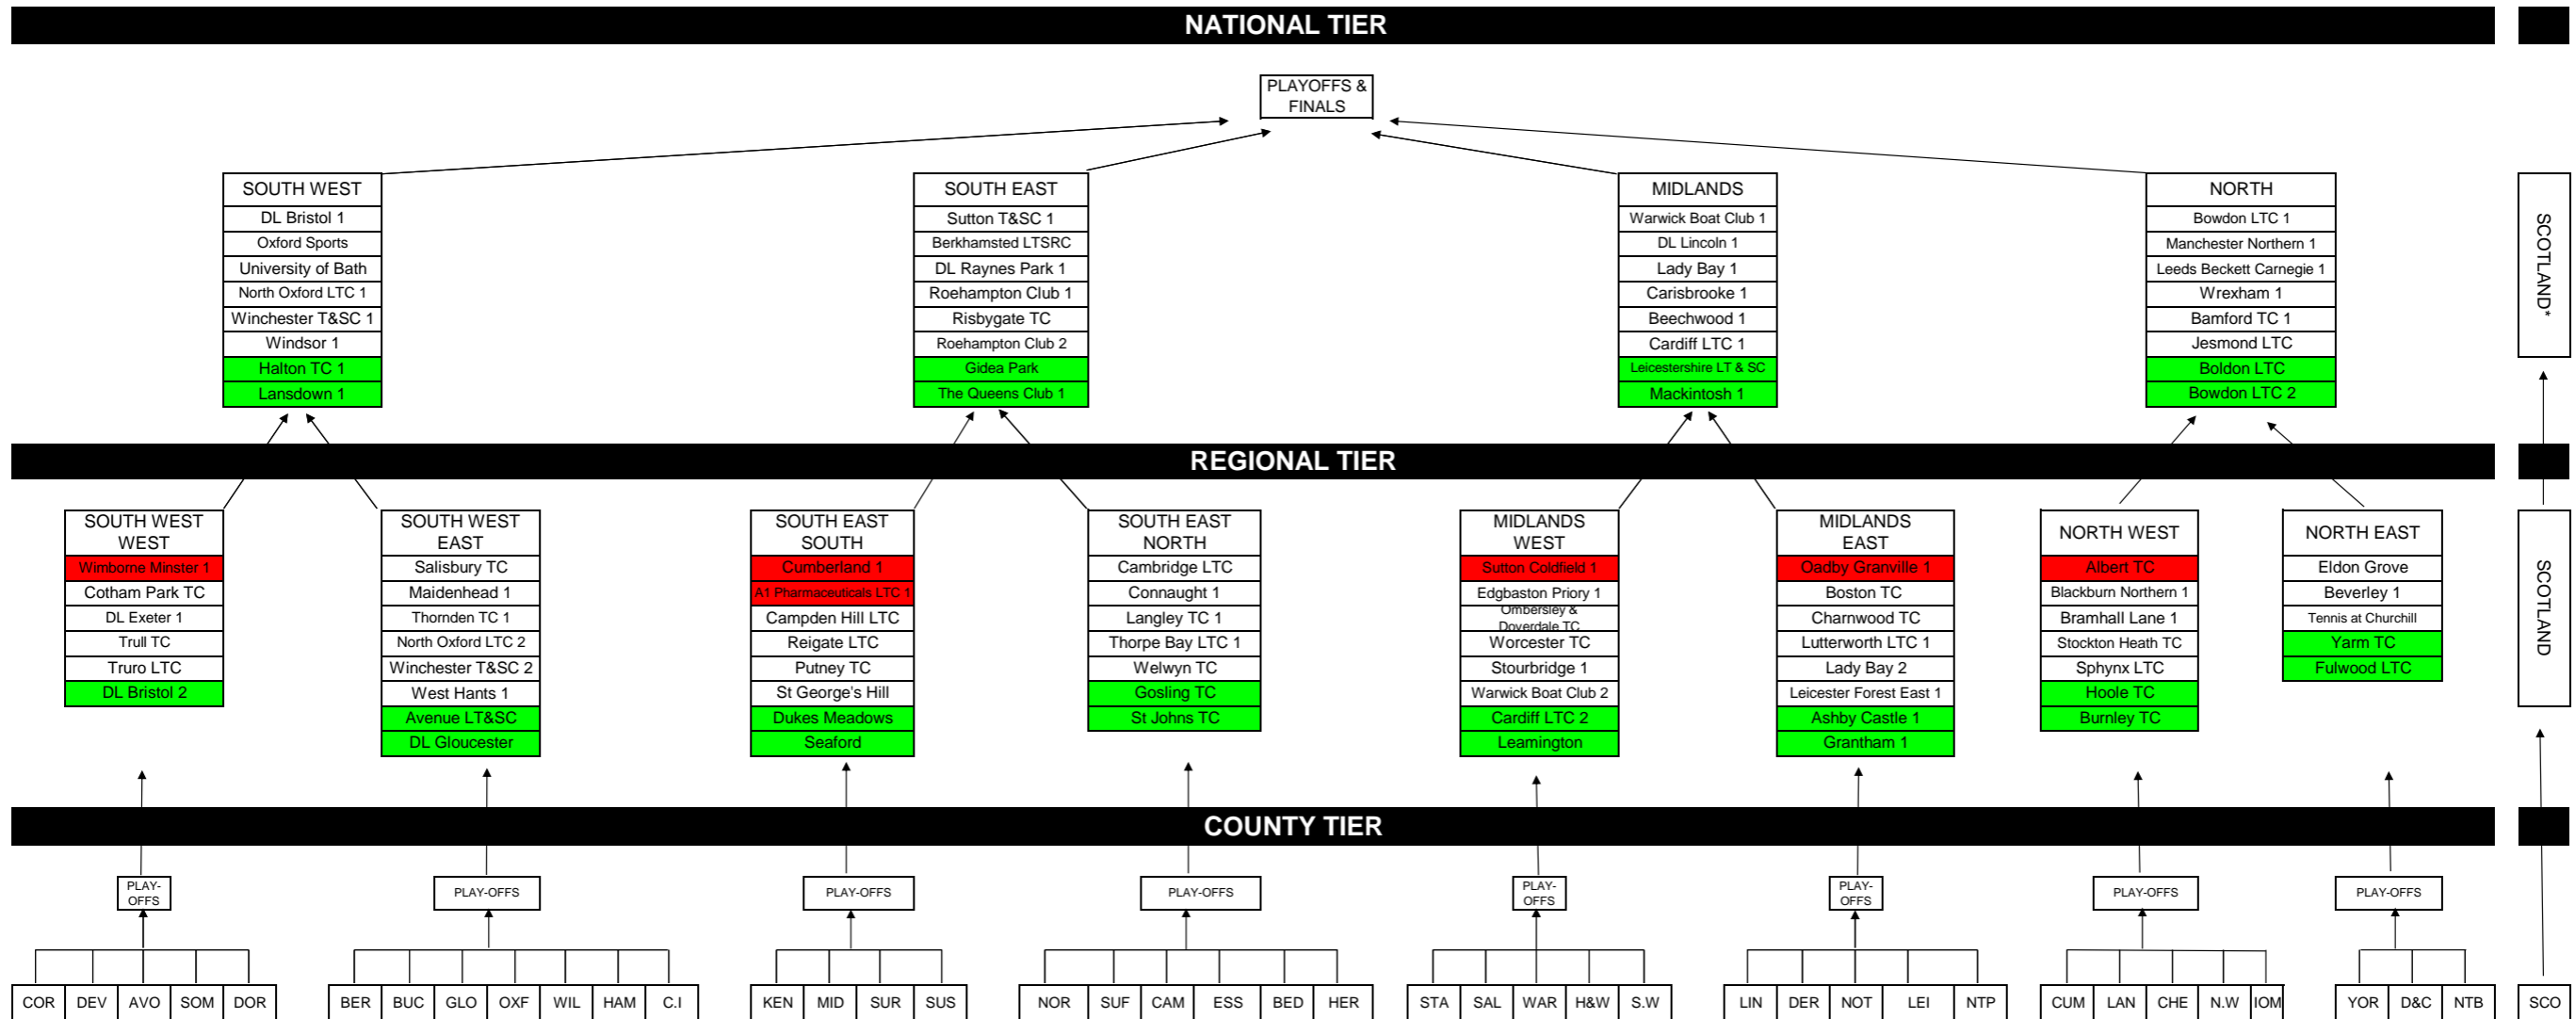 NATIONAL TIER
PLAYOFFS &
FINALS
SOUTH WEST
DL Bristol 1
Oxford Sports
University of Bath
North Oxford LTC 1
Winchester T&SC 1
Windsor 1
Halton TC 1
Lansdown 1
SOUTH EAST
Sutton T&SC 1
Berkhamsted LTSRC
DL Raynes Park 1
Roehampton Club 1
Risbygate TC
Roehampton Club 2
Gidea Park
The Queens Club 1
MIDLANDS
Warwick Boat Club 1
DL Lincoln 1
Lady Bay 1
Carisbrooke 1
Beechwood 1
Cardiff LTC 1
Leicestershire LT & SC
Mackintosh 1
NORTH
Bowdon LTC 1
Manchester Northern 1
Leeds Beckett Carnegie 1
Wrexham 1
Bamford TC 1
Jesmond LTC
Boldon LTC
Bowdon LTC 2
SCOTLAND*
REGIONAL TIER
SOUTH WEST
WEST
Wimborne Minster 1
Cotham Park TC
DL Exeter 1
Trull TC
Truro LTC
DL Bristol 2
SOUTH WEST
EAST
Salisbury TC
Maidenhead 1
Thornden TC 1
North Oxford LTC 2
Winchester T&SC 2
West Hants 1
Avenue LT&SC
DL Gloucester
SOUTH EAST
SOUTH
Cumberland 1
A1 Pharmaceuticals LTC 1
Campden Hill LTC
Reigate LTC
Putney TC
St George's Hill
Dukes Meadows
Seaford
SOUTH EAST
NORTH
Cambridge LTC
Connaught 1
Langley TC 1
Thorpe Bay LTC 1
Welwyn TC
Gosling TC
St Johns TC
MIDLANDS
WEST
Sutton Coldfield 1
Edgbaston Priory 1
Ombersley &
Doverdale TC
Worcester TC
Stourbridge 1
Warwick Boat Club 2
Cardiff LTC 2
Leamington
MIDLANDS
EAST
Oadby Granville 1
Boston TC
Charnwood TC
Lutterworth LTC 1
Lady Bay 2
Leicester Forest East 1
Ashby Castle 1
Grantham 1
NORTH WEST
Albert TC
Blackburn Northern 1
Bramhall Lane 1
Stockton Heath TC
Sphynx LTC
Hoole TC
Burnley TC
NORTH EAST
Eldon Grove
Beverley 1
Tennis at Churchill
Yarm TC
Fulwood LTC
SCOTLAND
COUNTY TIER
PLAY-
OFFS
PLAY-OFFS
PLAY-OFFS
PLAY-OFFS
PLAY-
OFFS
PLAY-
OFFS
PLAY-OFFS
PLAY-OFFS
COR DEV AVO SOM DOR
BER BUC GLO OXF WIL HAM C.I
KEN MID SUR SUS
NOR SUF CAM ESS BED HER
STA SAL WAR H&W S.W
LIN DER NOT LEI NTP
CUM LAN CHE N.W IOM
YOR D&C NTB
SCO